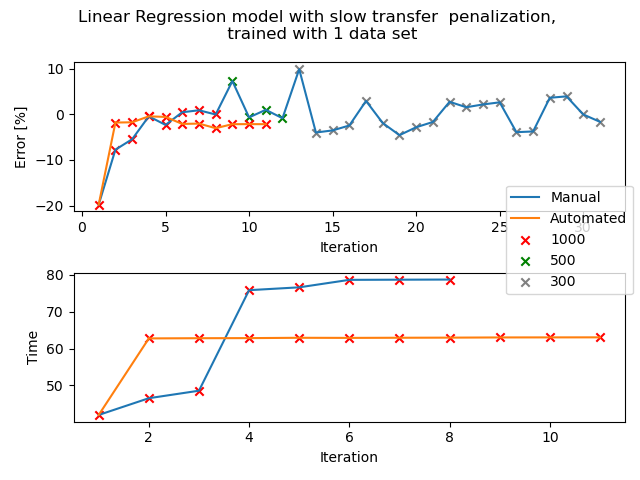 Linear Regression model with slow transfer  penalization,
trained with 1 data set
10
0
−10
−20
Error [%]
0
5
10
15
20
25
30
Iteration
Manual
Automated
1000
500
300
80
70
60
50
Time
2
4
6
8
10
Iteration